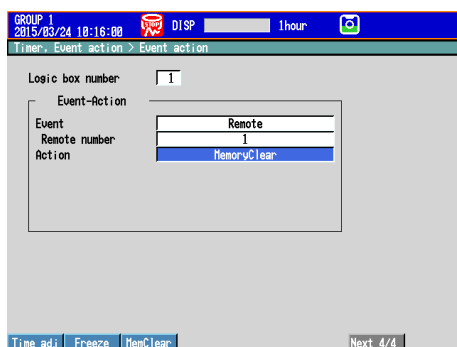 GROUP 1
2015/03/24 10:16:00 STOP DISP 1hour
Timer. Event action > Event action
Logic box number 1
Event-Action
Event Remote
Remote number 1
Action MemoryClear
Time adj Freeze MemClear Next 4/4